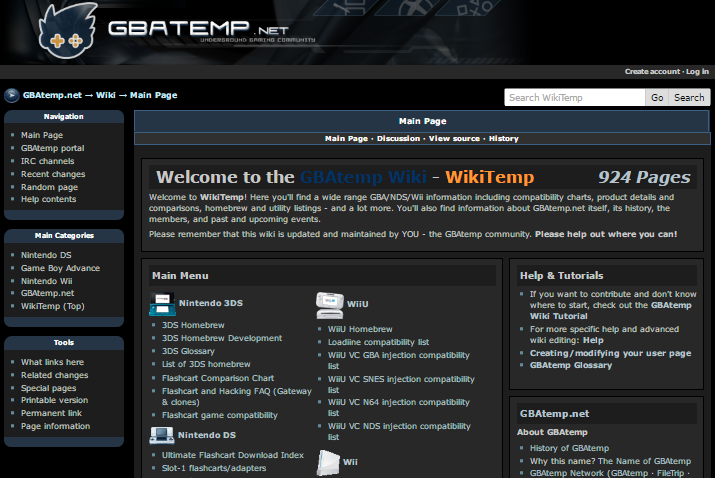 GBATEMP.NET
UNDERGROUND GAMING COMMUNITY
Create account · Log in
GBAtemp.net → Wiki → Main Page
Search WikiTemp
Go
Search
Navigation
Main Page
GBAtemp portal
IRC channels
Recent changes
Random page
Help contents
Main Categories
Nintendo DS
Game Boy Advance
Nintendo Wii
GBAtemp.net
WikiTemp (Top)
Tools
What links here
Related changes
Special pages
Printable version
Permanent link
Page information
Main Page
Main Page · Discussion · View source · History
Welcome to the GBAtemp Wiki - WikiTemp
924 Pages
Welcome to WikiTemp! Here you'll find a wide range GBA/NDS/Wii information including compatibility charts, product details and
comparisons, homebrew and utility listings - and a lot more. You'll also find information about GBAtemp.net itself, its history, the
members, and past and upcoming events.
Please remember that this wiki is updated and maintained by YOU - the GBAtemp community. Please help out where you can!
Main Menu
Nintendo 3DS
3DS Homebrew
3DS Homebrew Development
3DS Glossary
List of 3DS homebrew
Flashcart Comparison Chart
Flashcart and Hacking FAQ (Gateway
& clones)
Flashcart game compatibility
Nintendo DS
Ultimate Flashcart Download Index
Slot-1 flashcarts/adapters
WiiU
WiiU Homebrew
Loadiine compatibility list
WiiU VC GBA injection compatibility
list
WiiU VC SNES injection compatibility
list
WiiU VC N64 injection compatibility
list
WiiU VC NDS injection compatibility
list
Wii
Help & Tutorials
If you want to contribute and don't know
where to start, check out the GBAtemp
Wiki Tutorial
For more specific help and advanced
wiki editing: Help
Creating/modifying your user page
GBAtemp Glossary
GBAtemp.net
About GBAtemp
History of GBAtemp
Why this name? The Name of GBAtemp
GBAtemp Network (GBAtemp · FileTrip ·